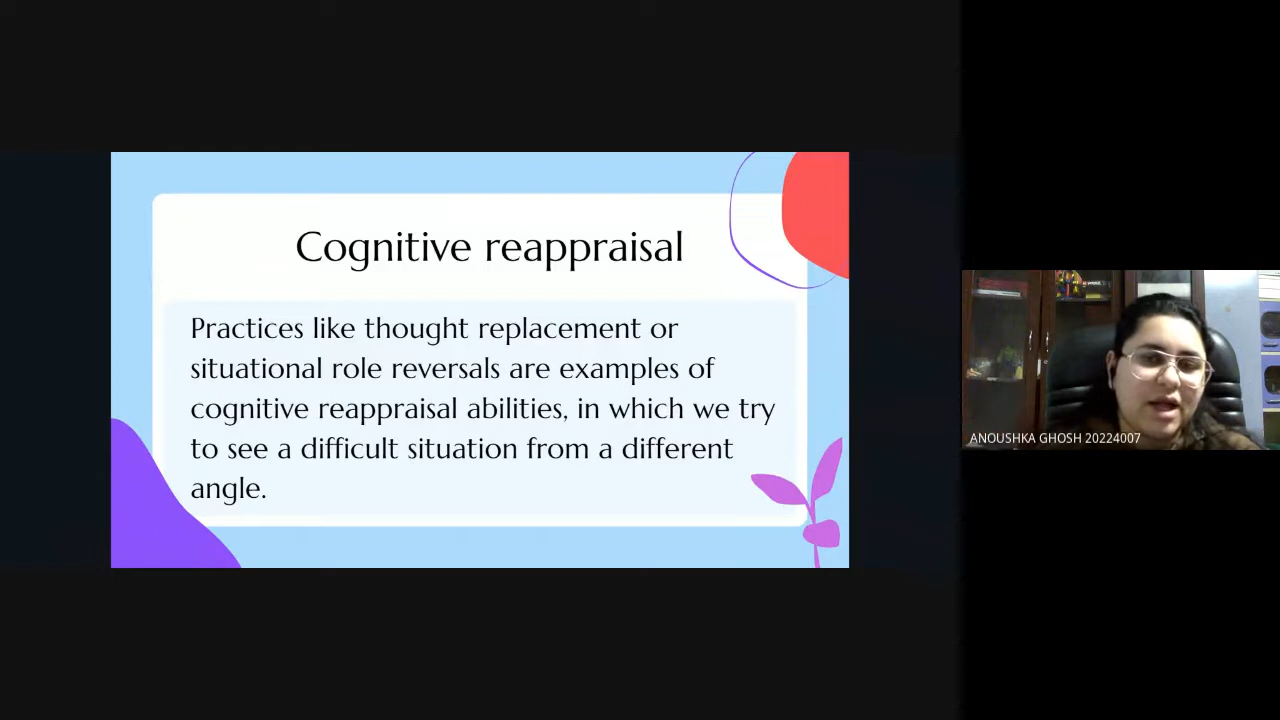 Cognitive reappraisal
Practices like thought replacement or
situational role reversals are examples of
cognitive reappraisal abilities, in which we try
to see a difficult situation from a different
angle.
ANOUSHKA GHOSH 20224007